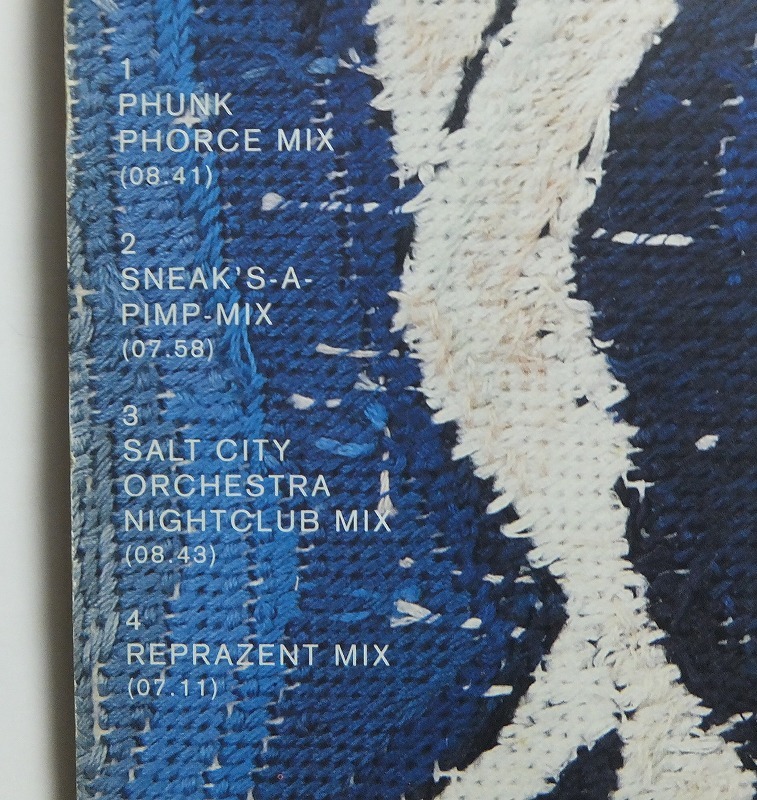 1
PHUNK
PHORCE MIX
(08.41)
2
SNEAK'S-A-
PIMP-MIX
(07.58)
3
SALT CITY
ORCHESTRA
NIGHTCLUB MIX
(08.43)
4
REPRAZENT MIX
(07.11)